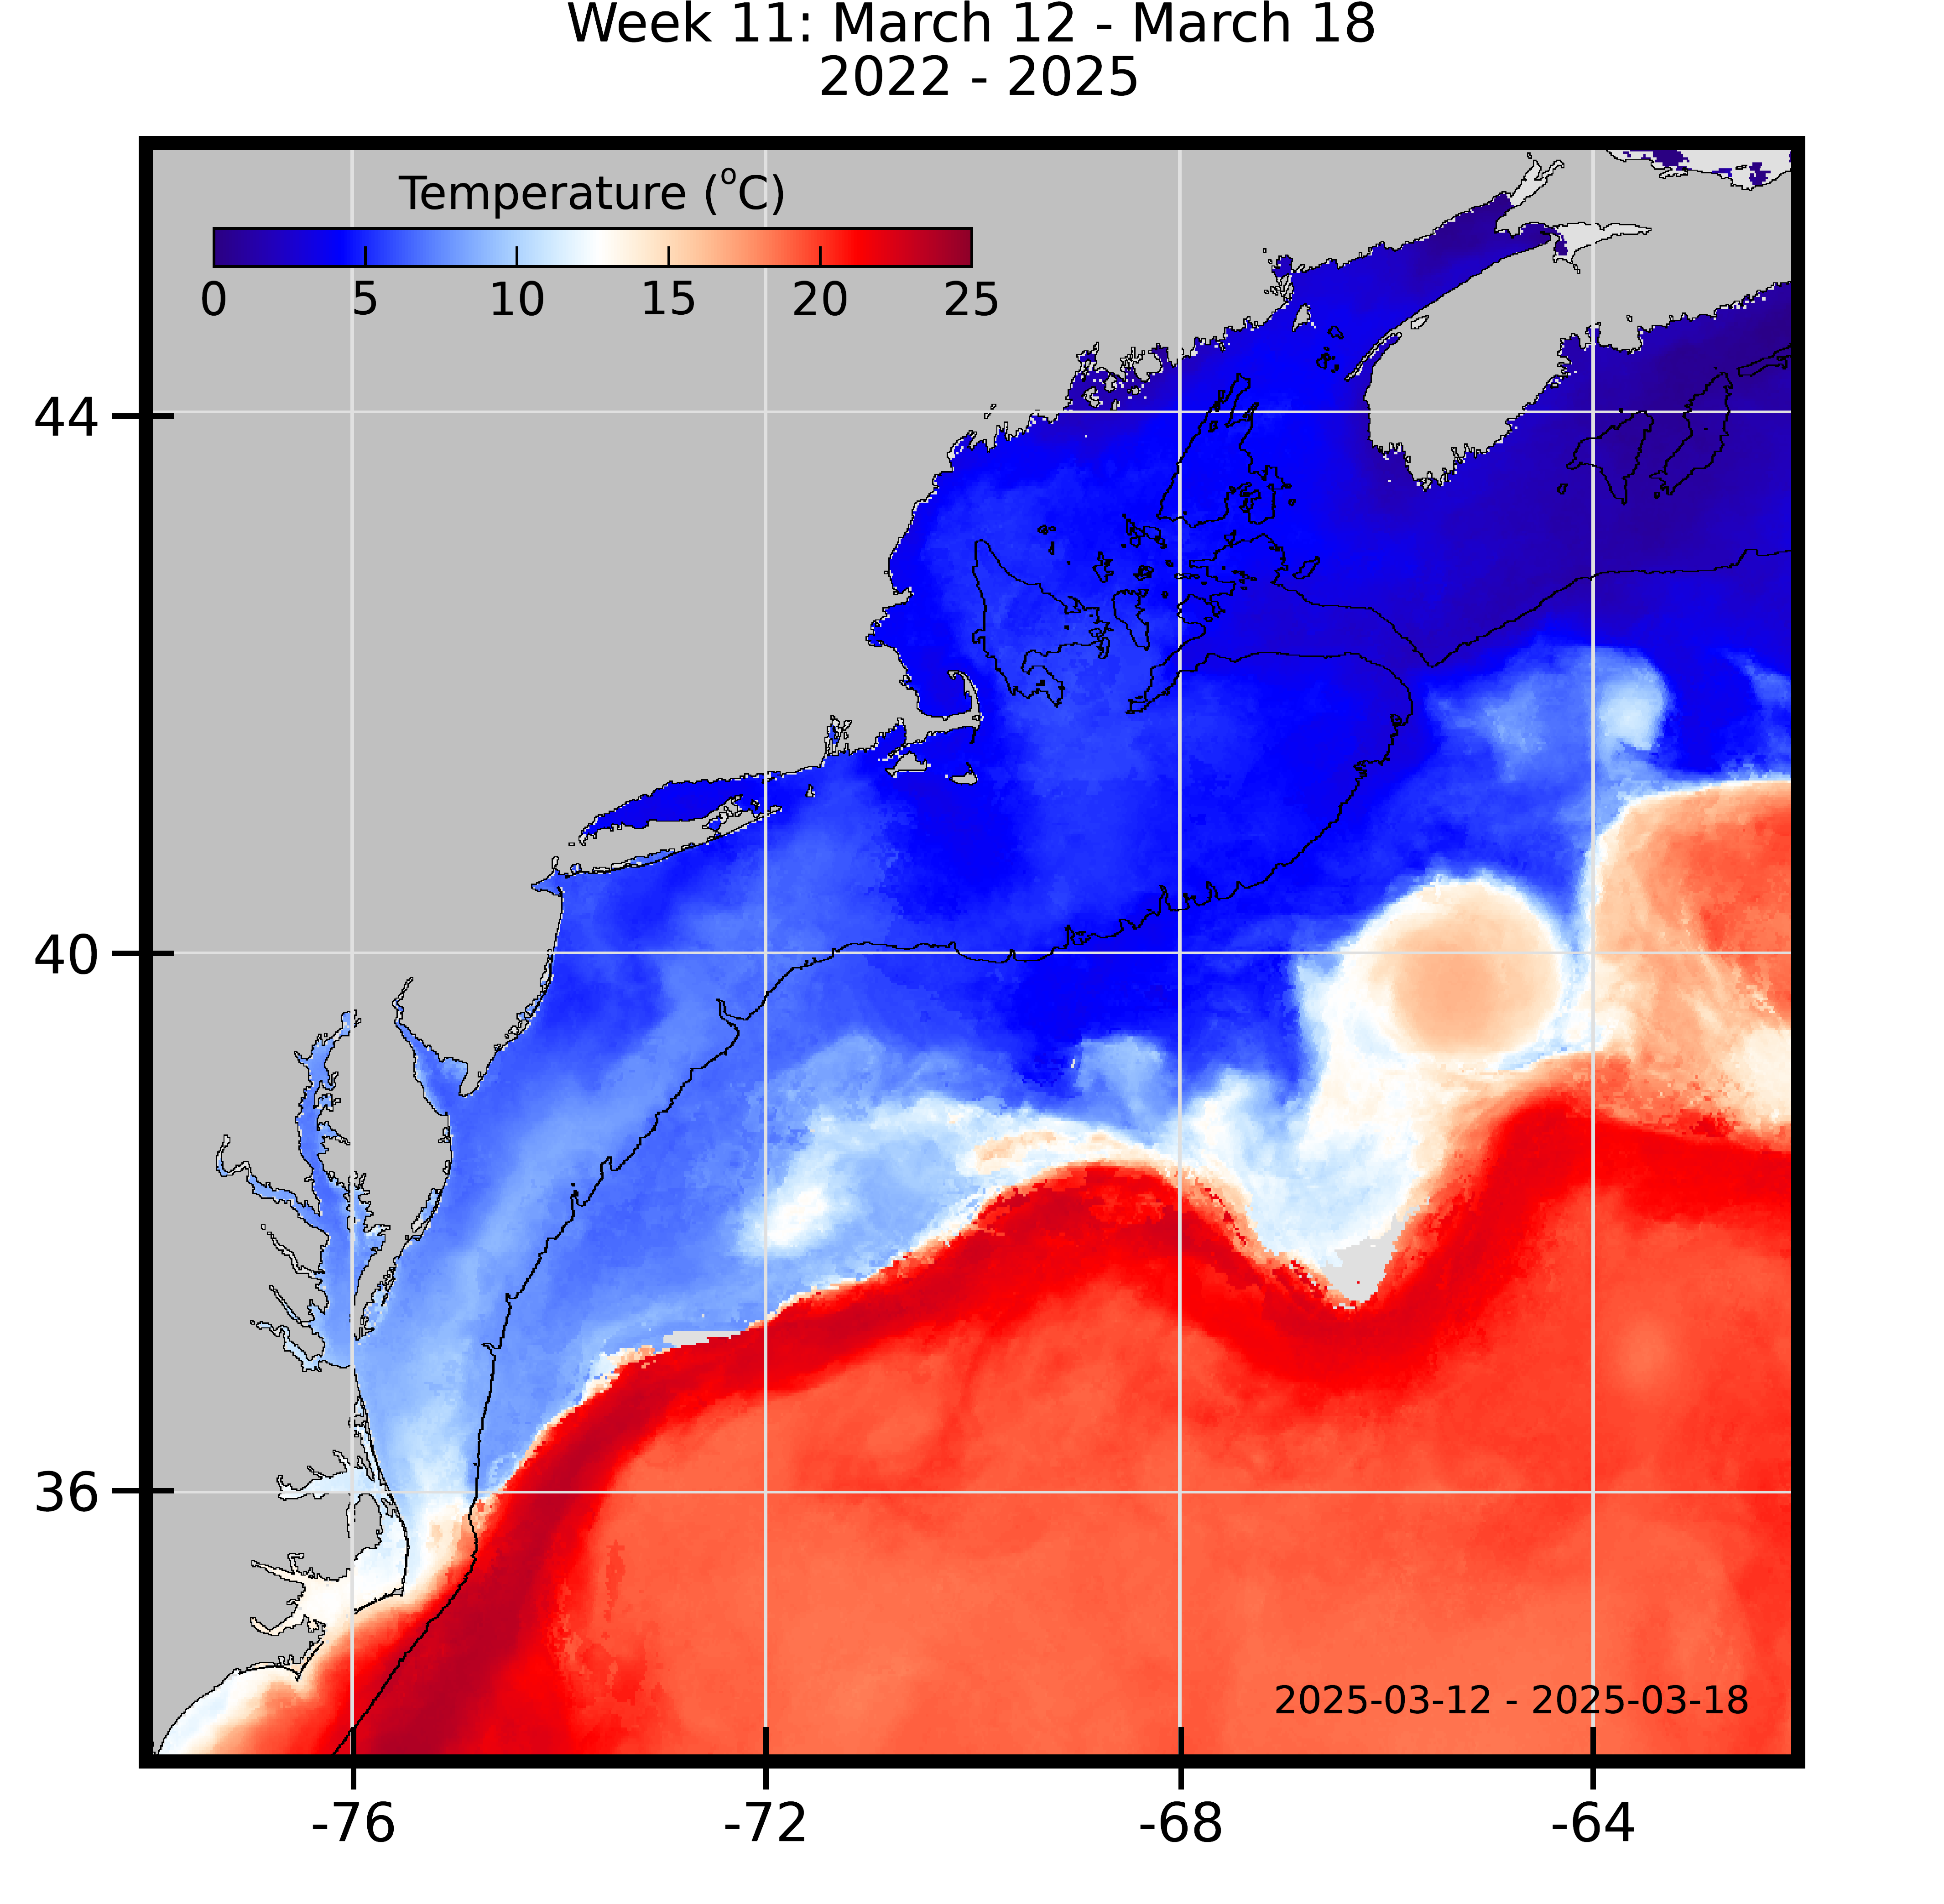 Week 11: March 12 - March 18
2022 - 2025
Temperature (°C)
0 5 10 15 20 25
44
40
36
2025-03-12 - 2025-03-18
-76 -72 -68 -64